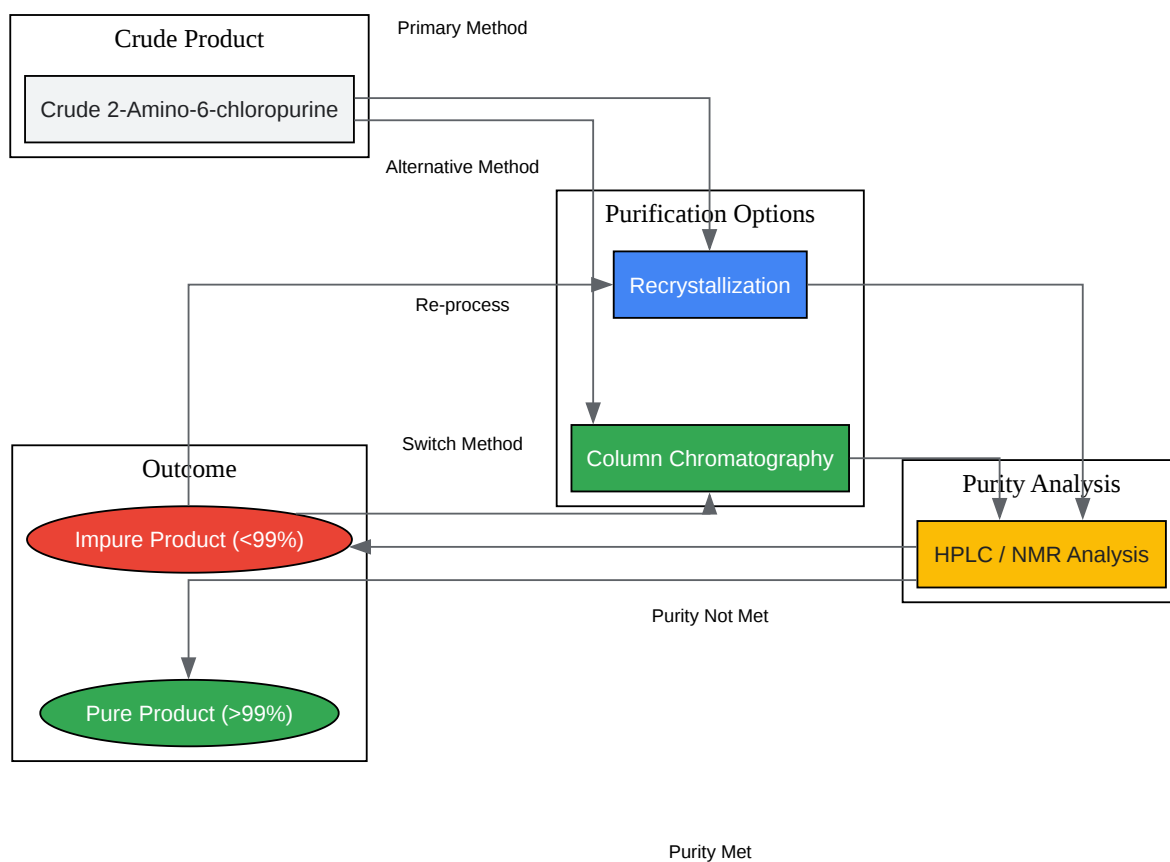 Primary Method
Crude Product
Crude 2-Amino-6-chloropurine
Alternative Method
Purification Options
Recrystallization
Re-process
Switch Method
Column Chromatography
Outcome
Purity Analysis
Impure Product (<99%)
HPLC / NMR Analysis
Purity Not Met
Pure Product (>99%)
Purity Met